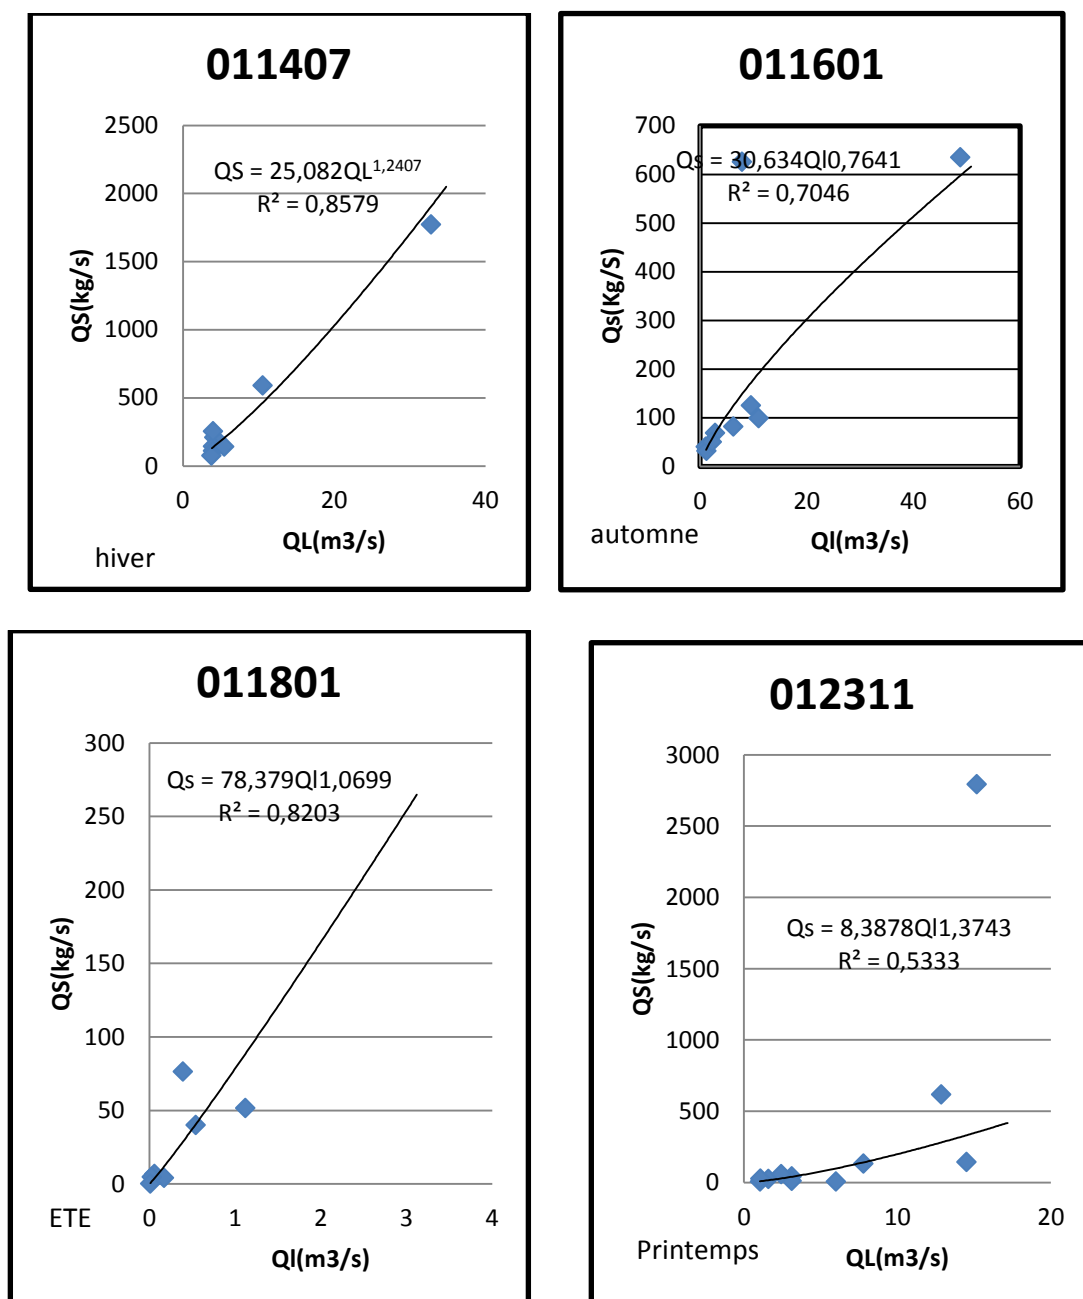 011407
2500
2000
1500
1000
500
0
QS(kg/s)
QS = 25,082QL^1,2407
R² = 0,8579
0 20 40
QL(m3/s)
hiver
011601
700
600
500
400
300
200
100
0
Qs(Kg/S)
Qs = 30,634Ql0,7641
R² = 0,7046
0 20 40 60
Ql(m3/s)
automne
011801
300
250
200
150
100
50
0
QS(kg/s)
Qs = 78,379Ql1,0699
R² = 0,8203
0 1 2 3 4
Ql(m3/s)
ETE
012311
3000
2500
2000
1500
1000
500
0
QS(kg/s)
Qs = 8,3878Ql1,3743
R² = 0,5333
0 10 20
QL(m3/s)
Printemps